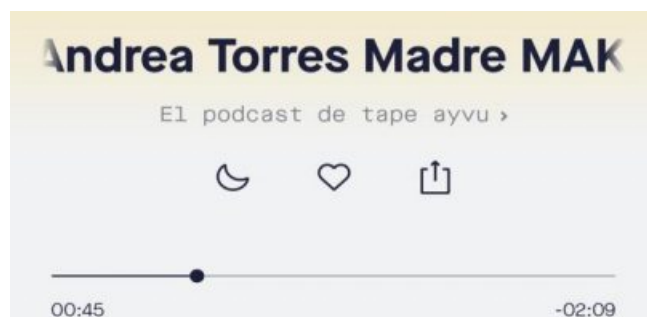 Andrea Torres Madre MAK
El podcast de tape ayvu ›
00:45 -02:09